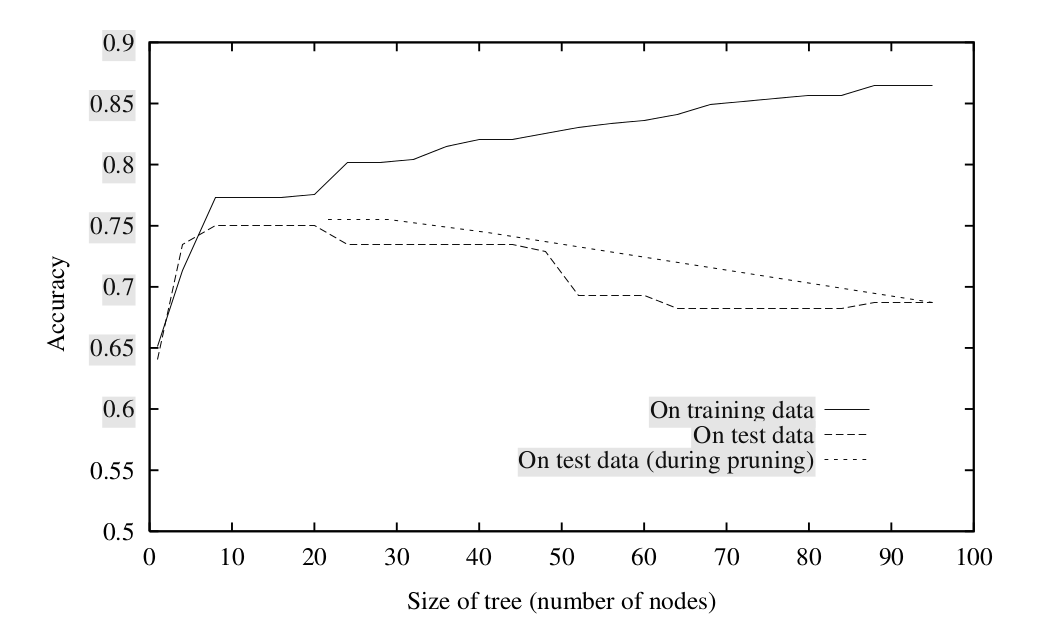 0.9
0.85
0.8
0.75
0.7
0.65
0.6
0.55
0.5
Accuracy
On training data
On test data
On test data (during pruning)
0 10 20 30 40 50 60 70 80 90 100
Size of tree (number of nodes)